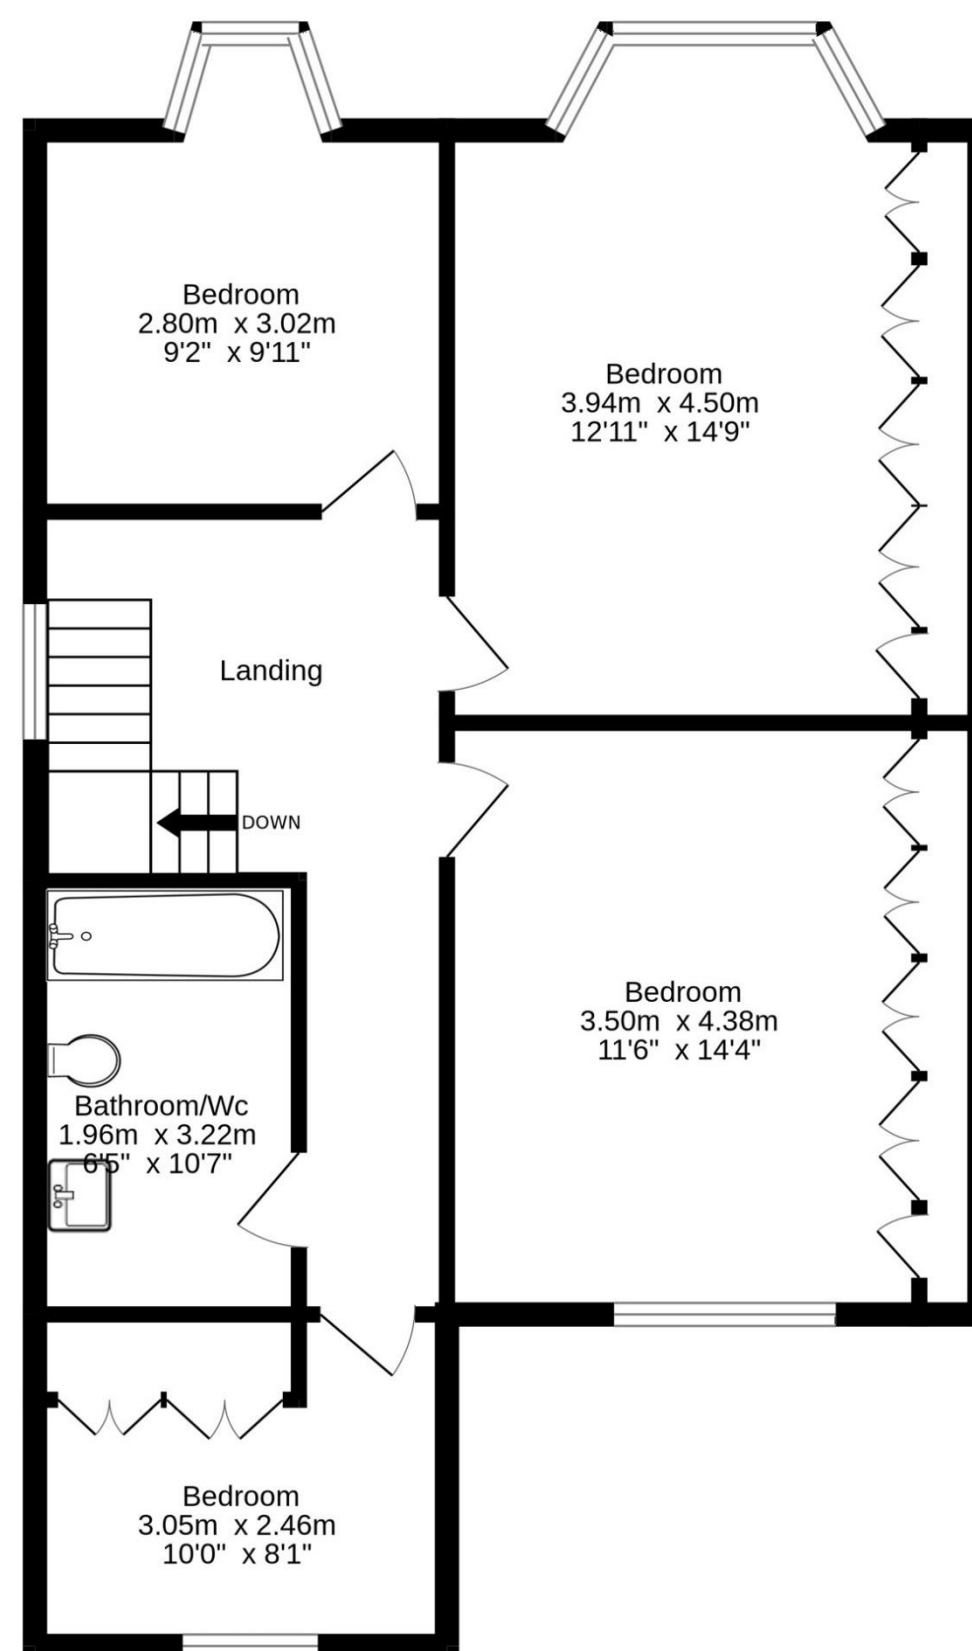 Bedroom
2.80m x 3.02m
9'2" x 9'11"
Bedroom
3.94m x 4.50m
12'11" x 14'9"
Landing
DOWN
Bedroom
3.50m x 4.38m
11'6" x 14'4"
Bathroom/Wc
1.96m x 3.22m
6'5" x 10'7"
Bedroom
3.05m x 2.46m
10'0" x 8'1"